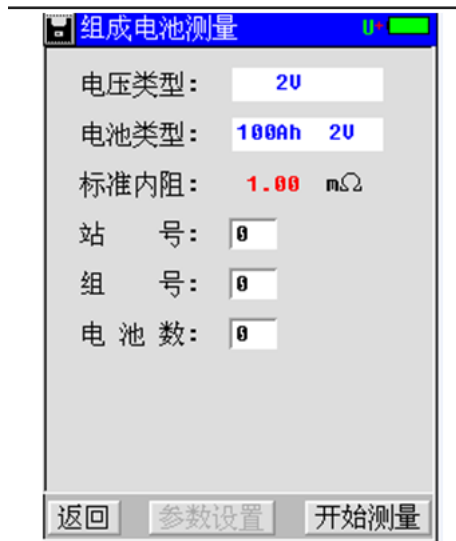 组成电池测量 U+
电压类型： 2V
电池类型： 100Ah 2V
标准内阻： 1.00 mΩ
站 号： 0
组 号： 0
电 池 数： 0
返回 参数设置 开始测量